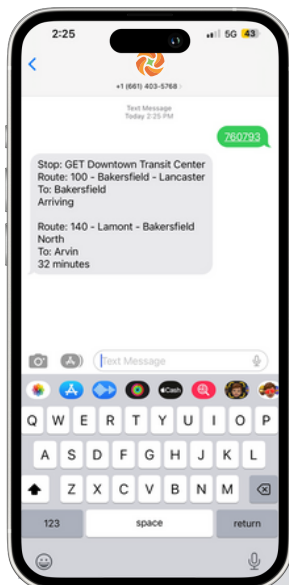 2:25
5G 43
+1 (661) 403-5768
Text Message
Today 2:25 PM
760793
Stop: GET Downtown Transit Center
Route: 100 - Bakersfield - Lancaster
To: Bakersfield
Arriving
Route: 140 - Lamont - Bakersfield
North
To: Arvin
32 minutes
Text Message
Cash
Q W E R T Y U I O P
A S D F G H J K L
Z X C V B N M
123 space return